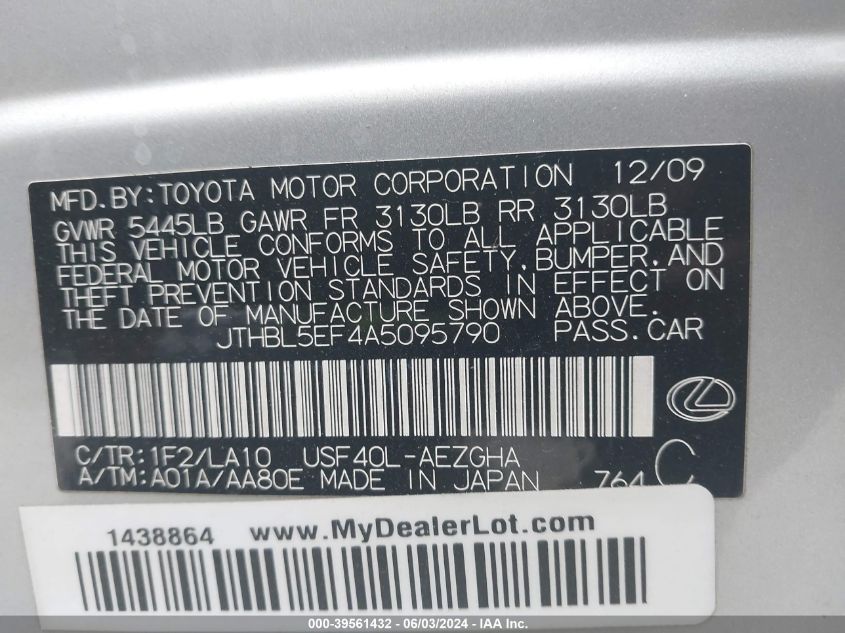 MFD. BY: TOYOTA MOTOR CORPORATION 12/09
GVWR 5445LB GAWR FR 3130LB RR 3130LB
THIS VEHICLE CONFORMS TO ALL APPLICABLE
FEDERAL MOTOR VEHICLE SAFETY, BUMPER, AND
THEFT PREVENTION STANDARDS IN EFFECT ON
THE DATE OF MANUFACTURE SHOWN ABOVE.
JTHBL5EF4A5095790 PASS. CAR
C/TR: 1F2/LA10 USF40L-AEZGHA
A/TM: A01A/AA80E MADE IN JAPAN 764 C
1438864 www.MyDealerLot.com
000-39561432 - 06/03/2024 - IAA Inc.